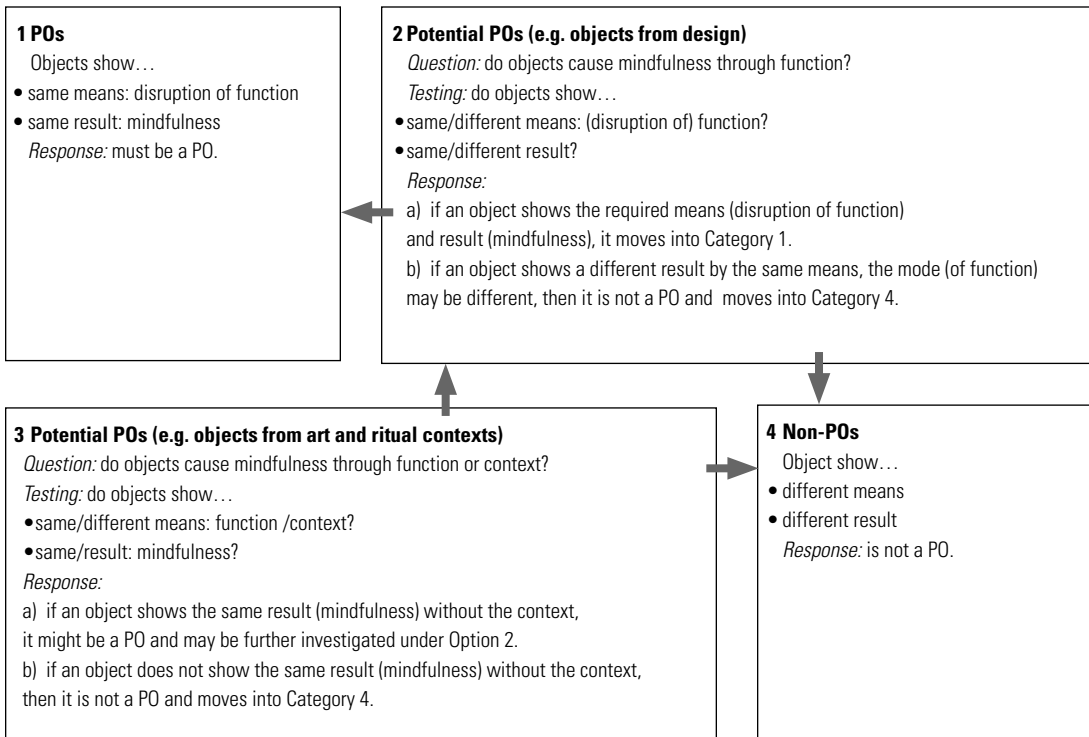 1 POs
Objects show…
• same means: disruption of function
• same result: mindfulness
Response: must be a PO.
2 Potential POs (e.g. objects from design)
Question: do objects cause mindfulness through function?
Testing: do objects show…
• same/different means: (disruption of) function?
• same/different result?
Response:
a) if an object shows the required means (disruption of function)
and result (mindfulness), it moves into Category 1.
b) if an object shows a different result by the same means, the mode (of function)
may be different, then it is not a PO and moves into Category 4.
3 Potential POs (e.g. objects from art and ritual contexts)
Question: do objects cause mindfulness through function or context?
Testing: do objects show…
• same/different means: function /context?
• same/result: mindfulness?
Response:
a) if an object shows the same result (mindfulness) without the context,
it might be a PO and may be further investigated under Option 2.
b) if an object does not show the same result (mindfulness) without the context,
then it is not a PO and moves into Category 4.
4 Non-POs
Object show…
• different means
• different result
Response: is not a PO.